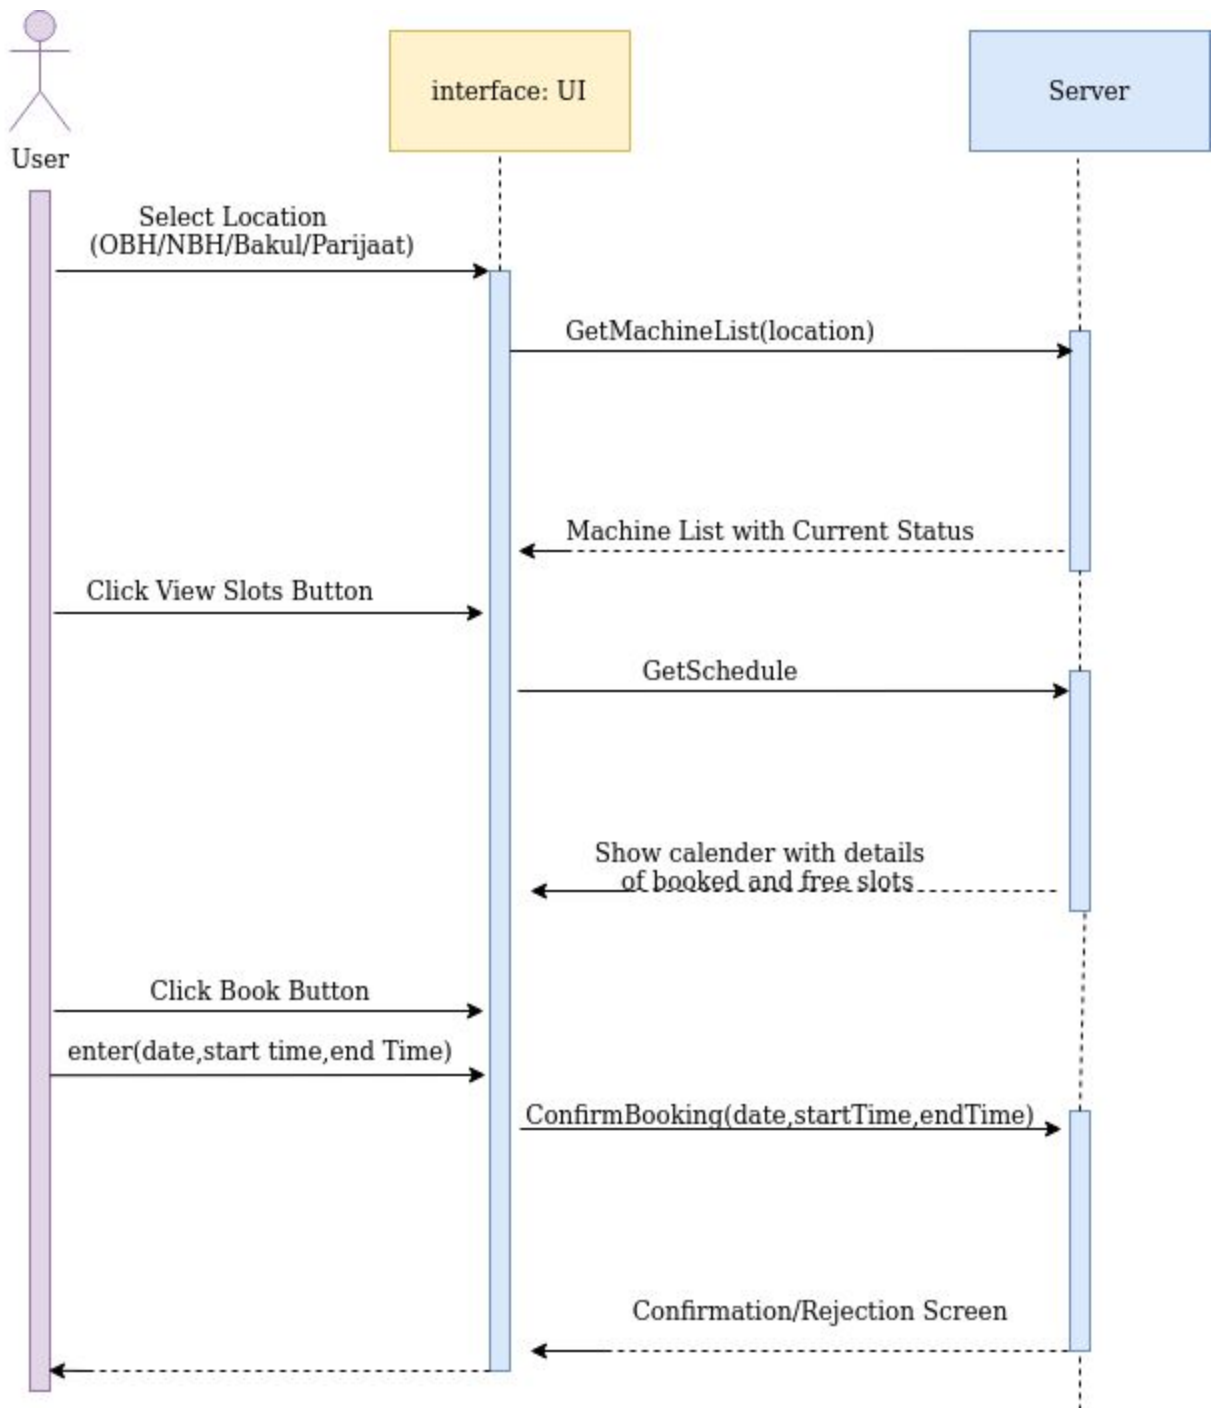 interface: UI
Server
User
Select Location
(OBH/NBH/Bakul/Parijaat)
GetMachineList(location)
Machine List with Current Status
Click View Slots Button
GetSchedule
Show calender with details
of booked and free slots
Click Book Button
enter(date,start time,end Time)
ConfirmBooking(date,startTime,endTime)
Confirmation/Rejection Screen